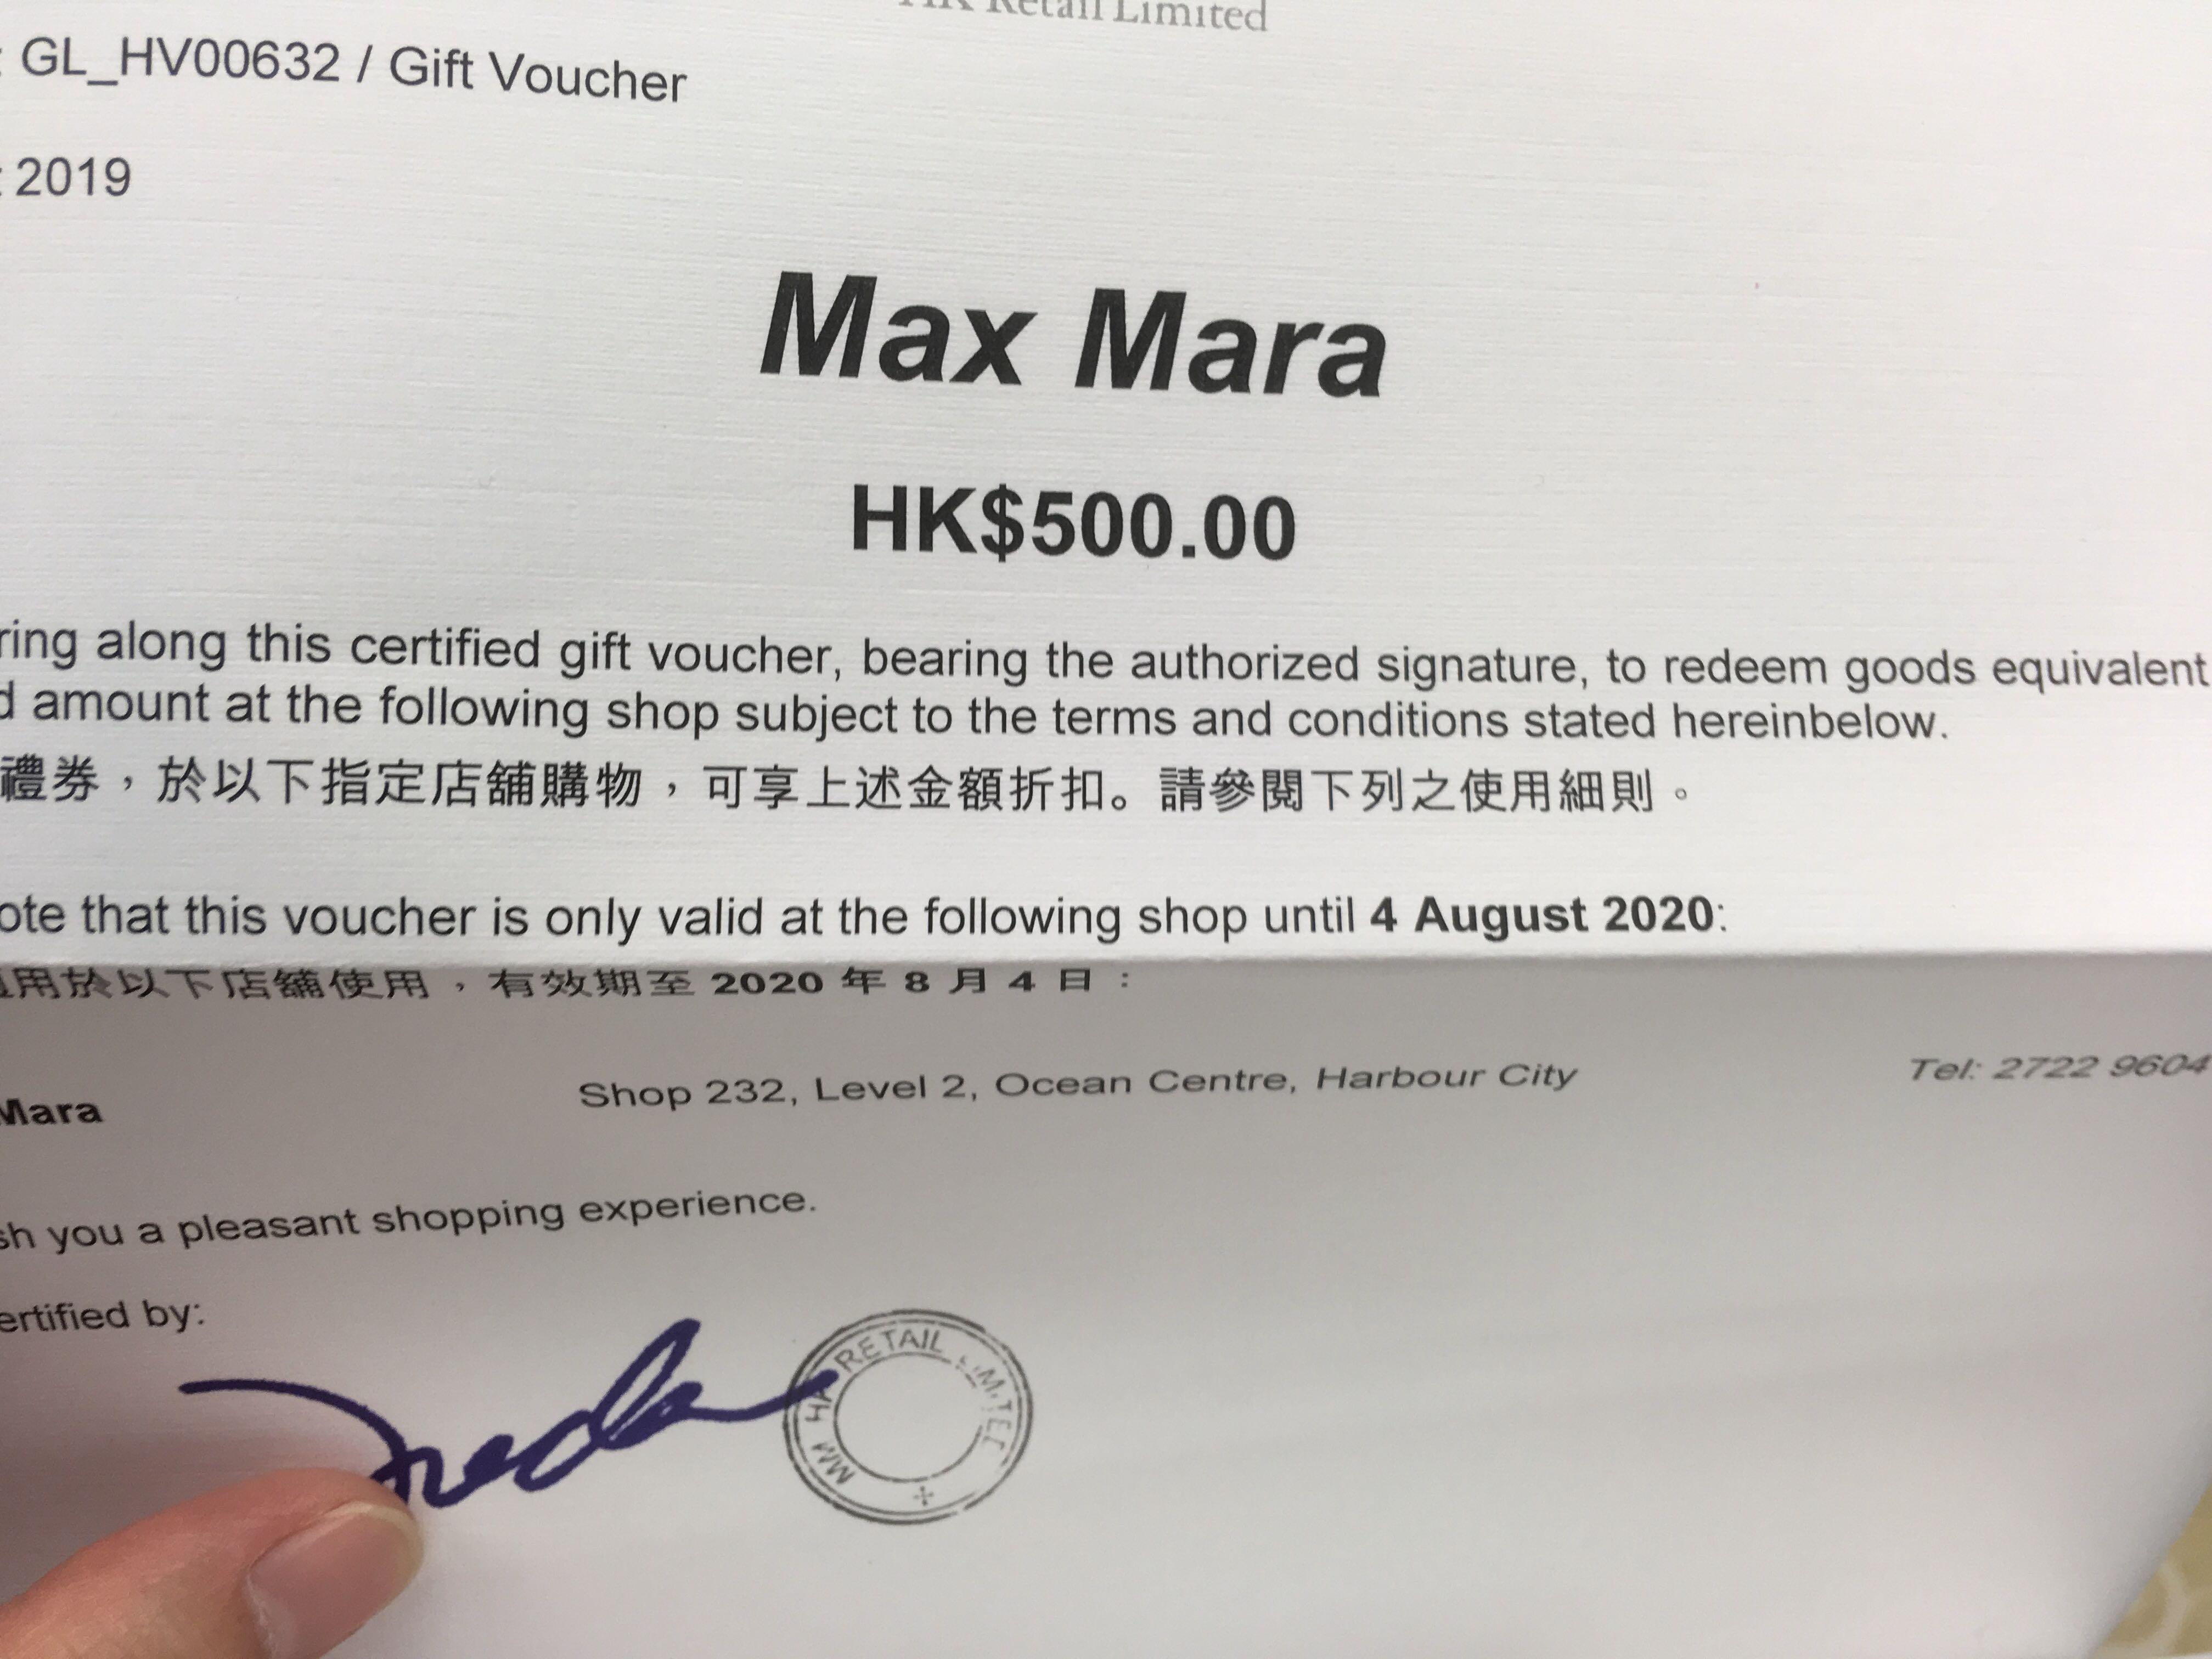 HK Retail Limited
: GL_HV00632 / Gift Voucher
: 2019
Max Mara
HK$500.00
ring along this certified gift voucher, bearing the authorized signature, to redeem goods equivalent
d amount at the following shop subject to the terms and conditions stated hereinbelow.
禮券，於以下指定店舖購物，可享上述金額折扣。請參閱下列之使用細則。
ote that this voucher is only valid at the following shop until 4 August 2020:
用於以下店舖使用，有效期至 2020 年 8 月 4 日：
Mara Shop 232, Level 2, Ocean Centre, Harbour City Tel: 2722 9604
sh you a pleasant shopping experience.
ertified by:
RETAIL